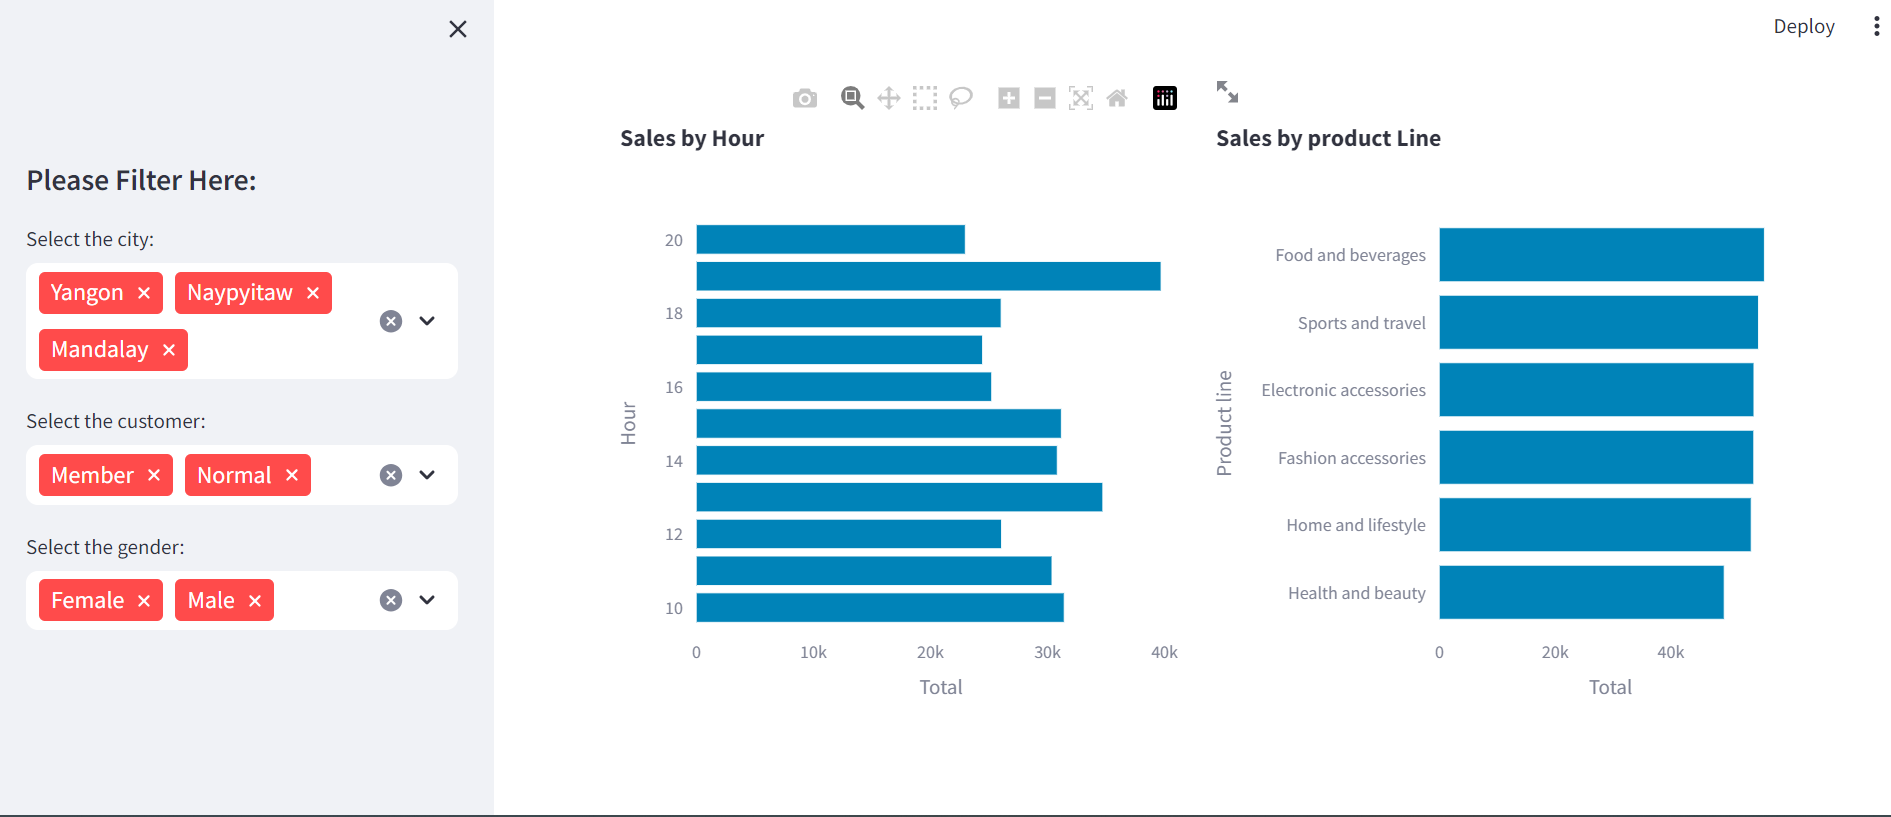 Deploy
Please Filter Here:
Select the city:
Yangon
Naypyitaw
Mandalay
Select the customer:
Member
Normal
Select the gender:
Female
Male
Sales by Hour
Hour
20
18
16
14
12
10
0
10k
20k
30k
40k
Total
Sales by product Line
Product line
Food and beverages
Sports and travel
Electronic accessories
Fashion accessories
Home and lifestyle
Health and beauty
0
20k
40k
Total